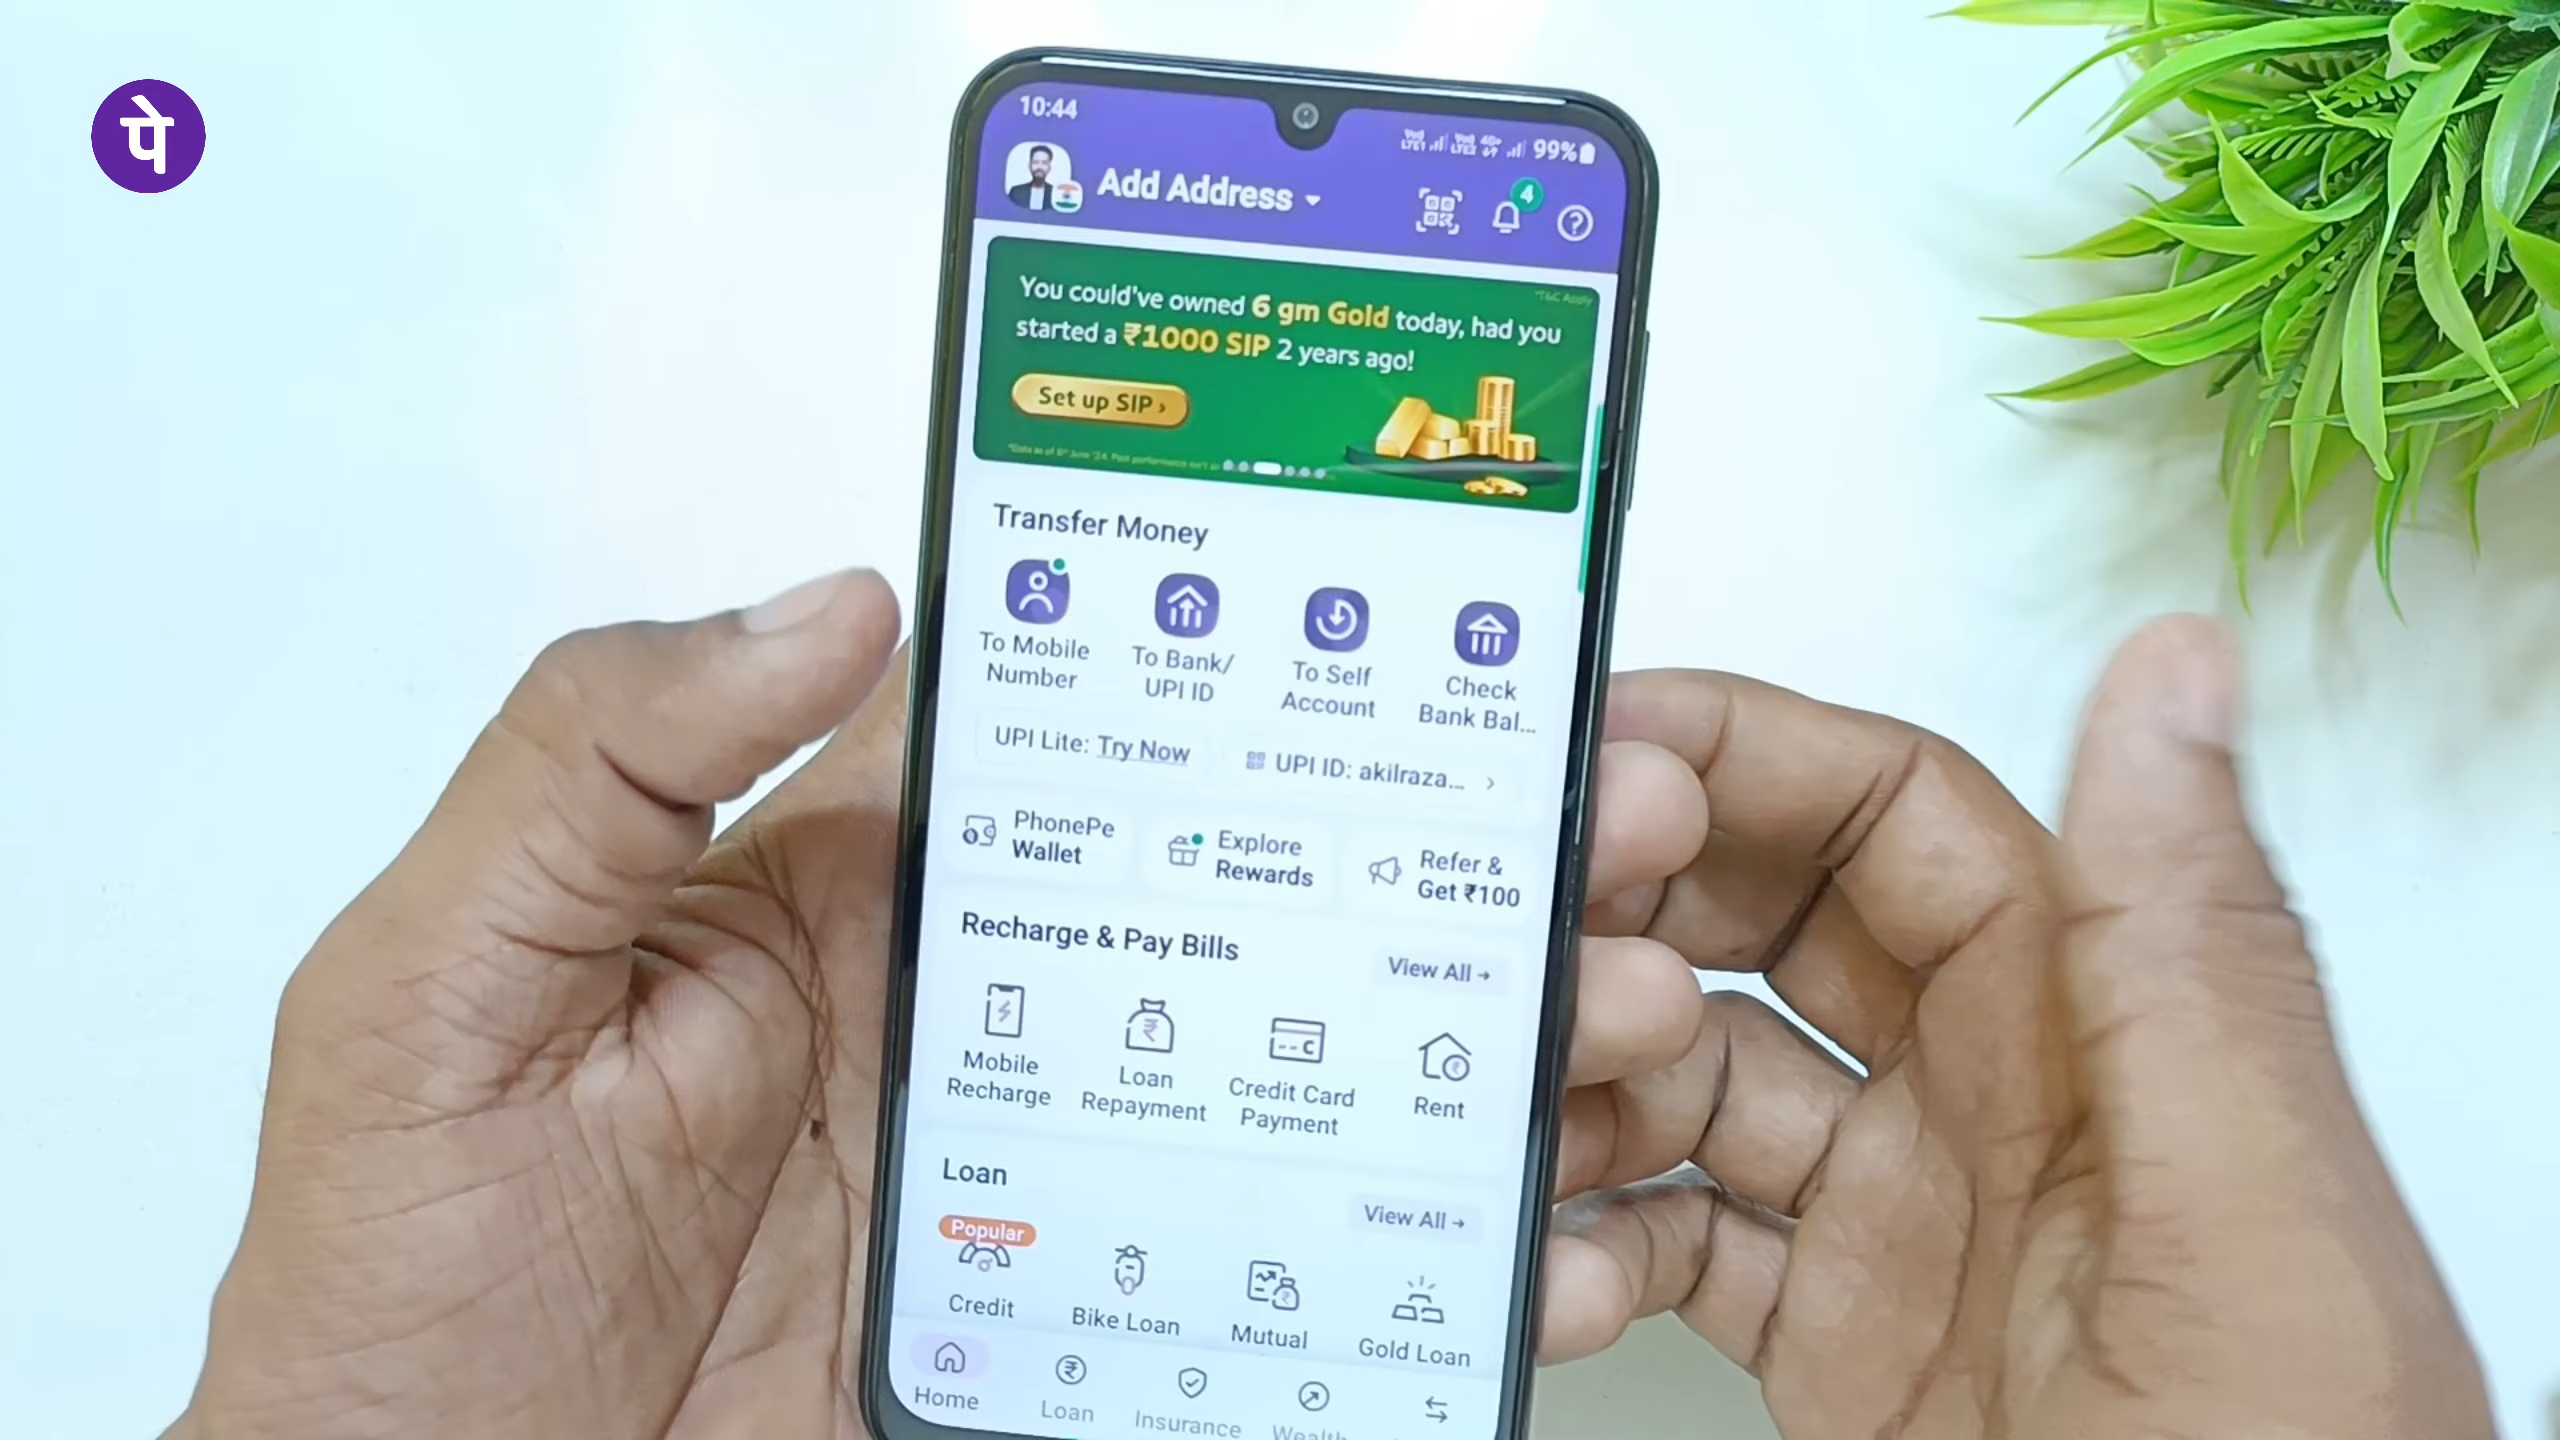 पे
10:44
99%
Add Address
4
You could've owned 6 gm Gold today, had you
started a ₹1000 SIP 2 years ago!
*T&C Apply
Set up SIP ›
Transfer Money
To Mobile
Number
To Bank/
UPI ID
To Self
Account
Check
Bank Bal...
UPI Lite: Try Now
UPI ID: akilraza...
PhonePe
Wallet
Explore
Rewards
Refer &
Get ₹100
Recharge & Pay Bills
View All
Mobile
Recharge
Loan
Repayment
Credit Card
Payment
Rent
Loan
View All
Popular
Credit
Bike Loan
Mutual
Gold Loan
Home
Loan
Insurance
Wealth